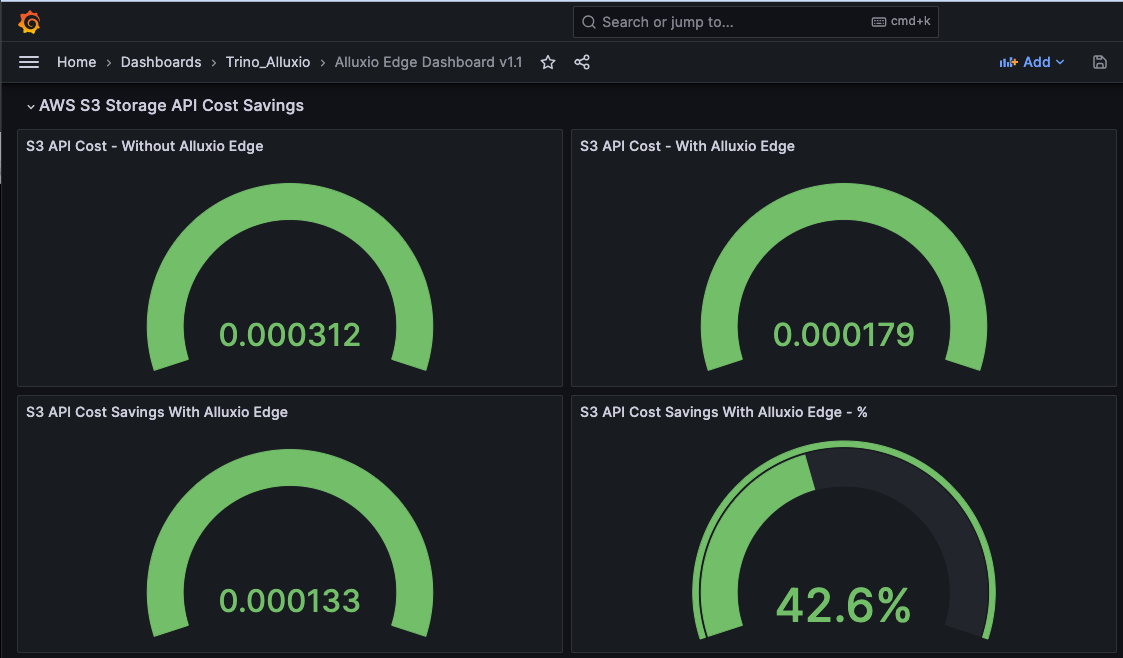 Search or jump to... cmd+k
Home › Dashboards › Trino_Alluxio › Alluxio Edge Dashboard v1.1 Add
AWS S3 Storage API Cost Savings
S3 API Cost - Without Alluxio Edge
0.000312
S3 API Cost - With Alluxio Edge
0.000179
S3 API Cost Savings With Alluxio Edge
0.000133
S3 API Cost Savings With Alluxio Edge - %
42.6%